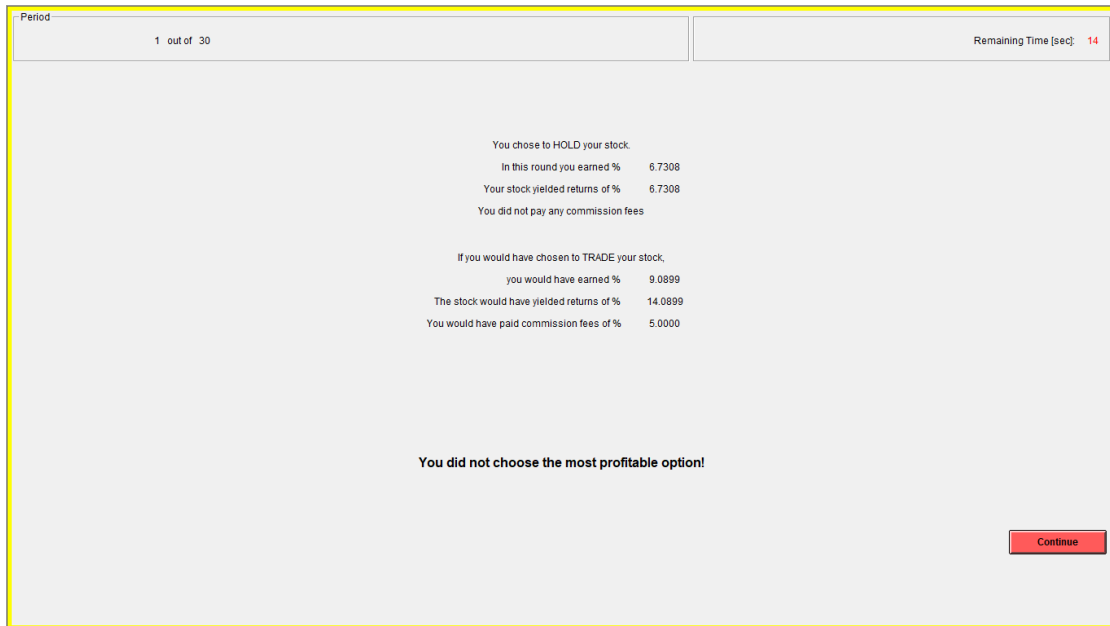 Period
1 out of 30
Remaining Time [sec]: 14
You chose to HOLD your stock.
In this round you earned % 6.7308
Your stock yielded returns of % 6.7308
You did not pay any commission fees
If you would have chosen to TRADE your stock,
you would have earned % 9.0899
The stock would have yielded returns of % 14.0899
You would have paid commission fees of % 5.0000
You did not choose the most profitable option!
Continue